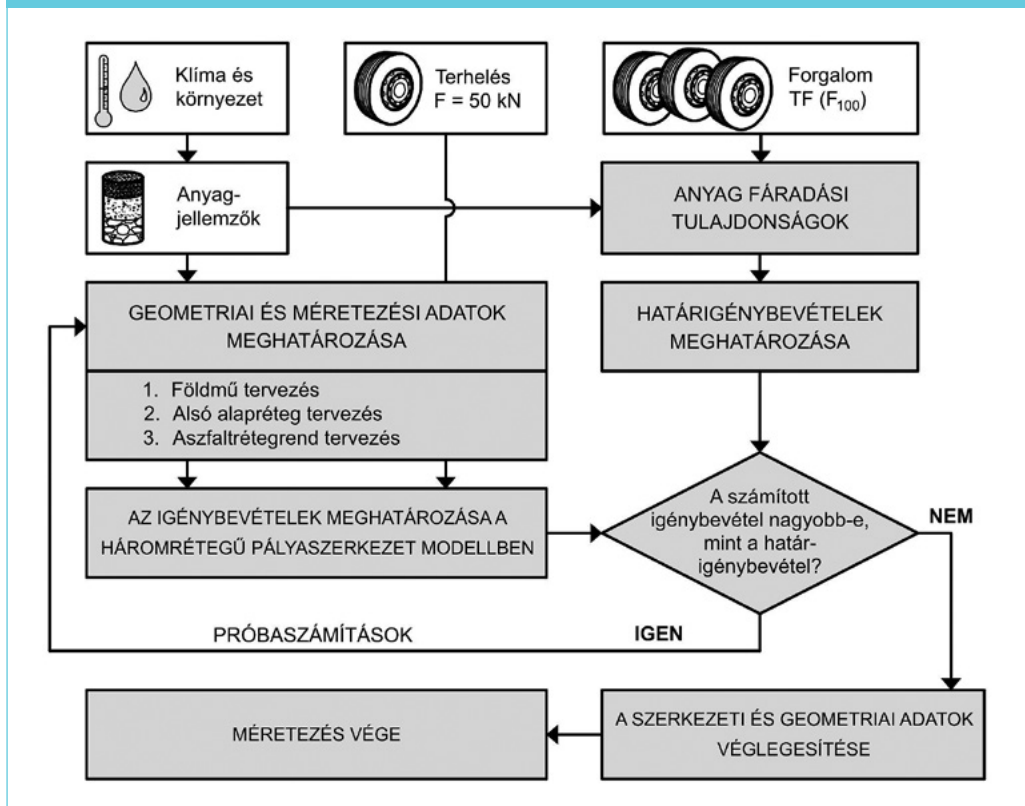 Klíma és
környezet
Terhelés
F = 50 kN
Forgalom
TF (F₁₀₀)
Anyag-
jellemzők
ANYAG FÁRADÁSI
TULAJDONSÁGOK
GEOMETRIAI ÉS MÉRETEZÉSI ADATOK
MEGHATÁROZÁSA
HATÁRIGÉNYBEVÉTELEK
MEGHATÁROZÁSA
1. Földmű tervezés
2. Alsó alapréteg tervezés
3. Aszfaltrétegrend tervezés
AZ IGÉNYBEVÉTELEK MEGHATÁROZÁSA A
HÁROMRÉTEGŰ PÁLYASZERKEZET MODELLBEN
A számított
igénybevétel nagyobb-e,
mint a határ-
igénybevétel?
NEM
PRÓBASZÁMÍTÁSOK
IGEN
MÉRETEZÉS VÉGE
A SZERKEZETI ÉS GEOMETRIAI ADATOK
VÉGLEGESÍTÉSE